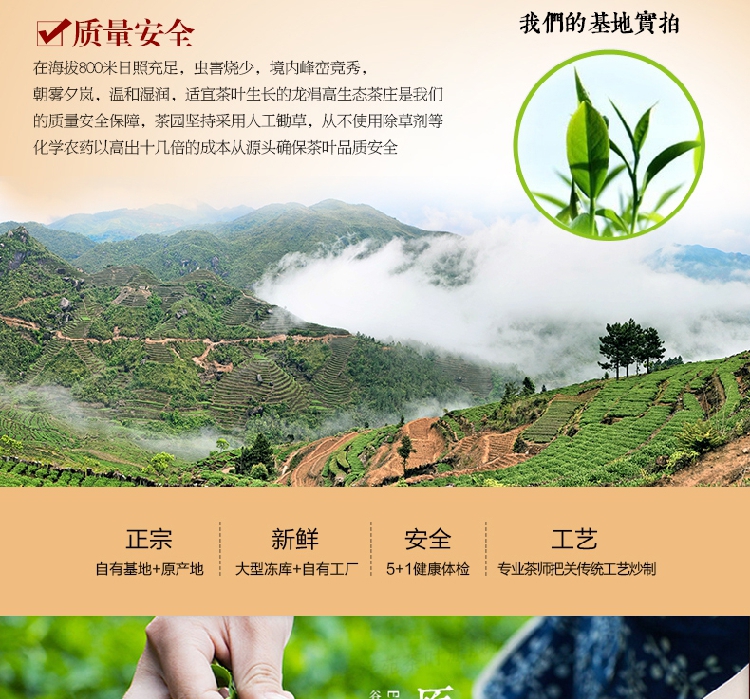 质量安全
我們的基地實拍
在海拔800米日照充足，虫害烧少，境内峰峦竞秀，
朝雾夕岚，温和湿润，适宜茶叶生长的龙涓高生态茶庄是我们
的质量安全保障，茶园坚持采用人工锄草，从不使用除草剂等
化学农药以高出十几倍的成本从源头确保茶叶品质安全
正宗
自有基地+原产地
新鲜
大型冻库+自有工厂
安全
5+1健康体检
工艺
专业茶师把关传统工艺炒制